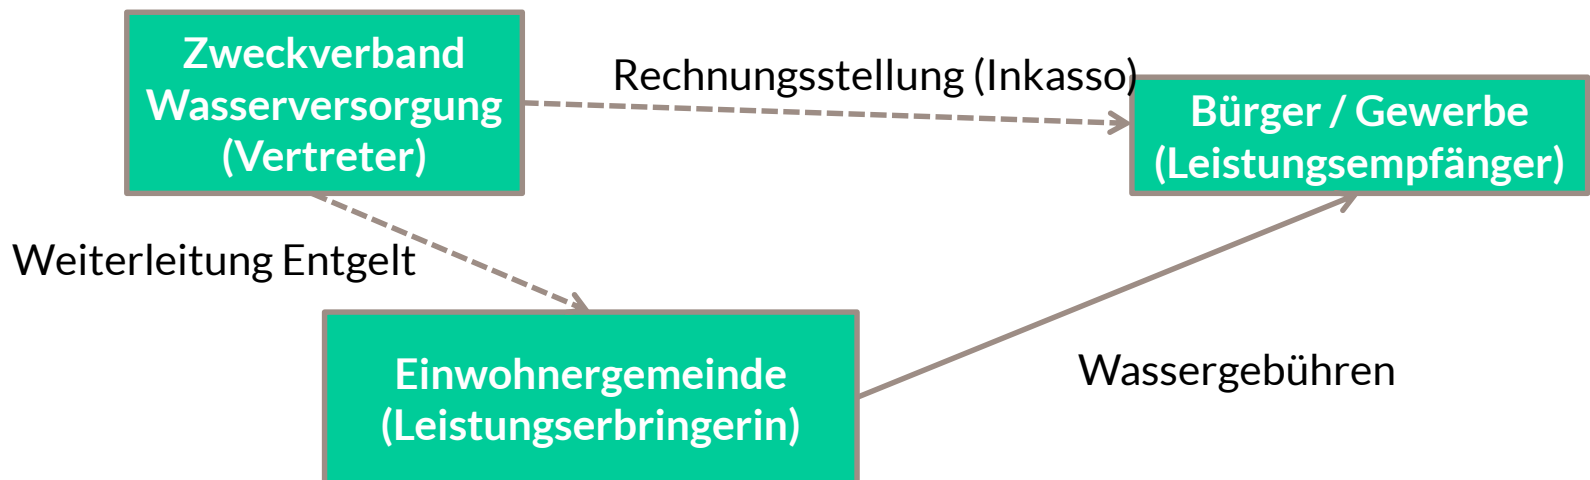 Zweckverband
Wasserversorgung
(Vertreter)
Rechnungsstellung (Inkasso)
Bürger / Gewerbe
(Leistungsempfänger)
Weiterleitung Entgelt
Einwohnergemeinde
(Leistungserbringerin)
Wassergebühren